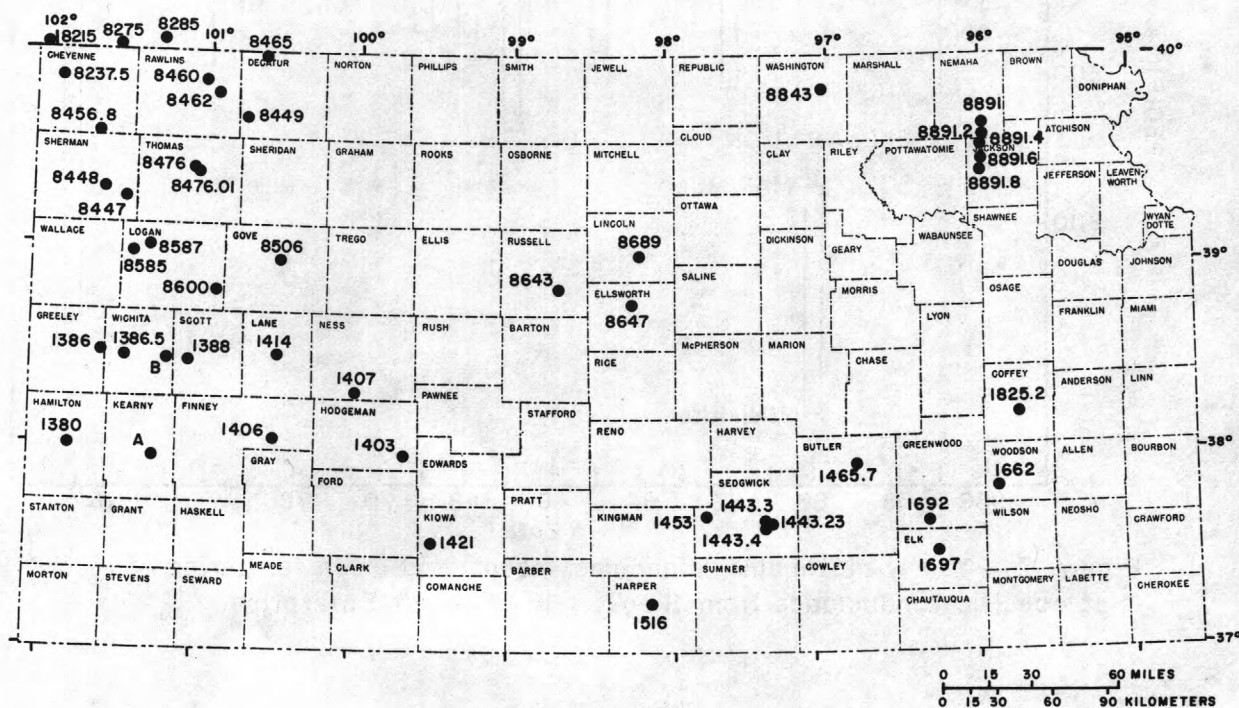 102° 101° 100° 99° 98° 97° 96° 95° 40°
18215 8275 8285 8465
CHEYENNE RAWLINS DECATUR NORTON PHILLIPS SMITH JEWELL REPUBLIC WASHINGTON MARSHALL NEMAHA BROWN DONIPHAN
8237.5 8460 8462 8449 8843 8891
8456.8 CLOUD 8891.2 8891.4 ATCHISON
SHERMAN THOMAS SHERIDAN GRAHAM ROOKS OSBORNE MITCHELL CLAY RILEY POTTAWATOMIE JACKSON
8476 8476.01 8891.6 8891.8
8448 8447 JEFFERSON LEAVEN-
WORTH
OTTAWA SHAWNEE WYAN-
DOTTE
WALLACE LOGAN GOVE TREGO ELLIS RUSSELL LINCOLN DICKINSON GEARY WABAUNSEE
8587 8585 8506 8689 39°
8600 8643 SALINE DOUGLAS JOHNSON
ELLSWORTH MORRIS OSAGE
8647
GREELEY WICHITA SCOTT LANE NESS RUSH BARTON LYON FRANKLIN MIAMI
1386 1386.5 B 1388 1414
RICE McPHERSON MARION CHASE
COFFEY ANDERSON LINN
1407 PAWNEE 1825.2
HAMILTON KEARNY FINNEY HODGEMAN STAFFORD
1380 A 1406 1403 38°
RENO HARVEY BUTLER GREENWOOD WOODSON ALLEN BOURBON
GRAY EDWARDS 1465.7 1662
FORD SEDGWICK
PRATT
STANTON GRANT HASKELL KIOWA KINGMAN 1453 1443.3 1443.23 1692 WILSON NEOSHO CRAWFORD
1421 1443.4 ELK 1697
MEADE CLARK BARBER SUMNER COWLEY
MORTON STEVENS SEWARD COMANCHE HARPER CHAUTAUQUA MONTGOMERY LABETTE CHEROKEE
1516 37°
0 15 30 60 MILES
0 15 30 60 90 KILOMETERS